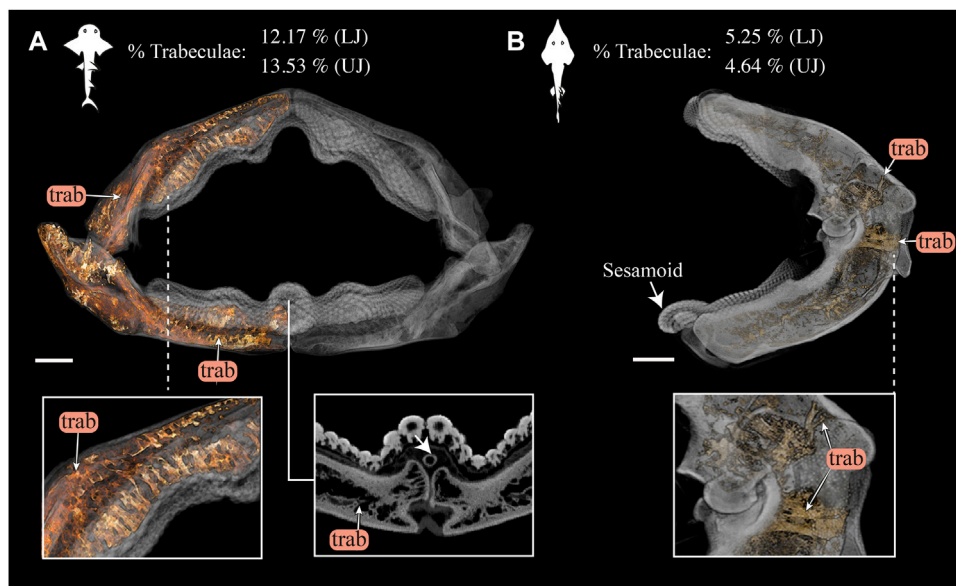 A
% Trabeculae:
12.17 % (LJ)
13.53 % (UJ)
B
% Trabeculae:
5.25 % (LJ)
4.64 % (UJ)
trab
trab
trab
trab
Sesamoid
trab
trab
trab